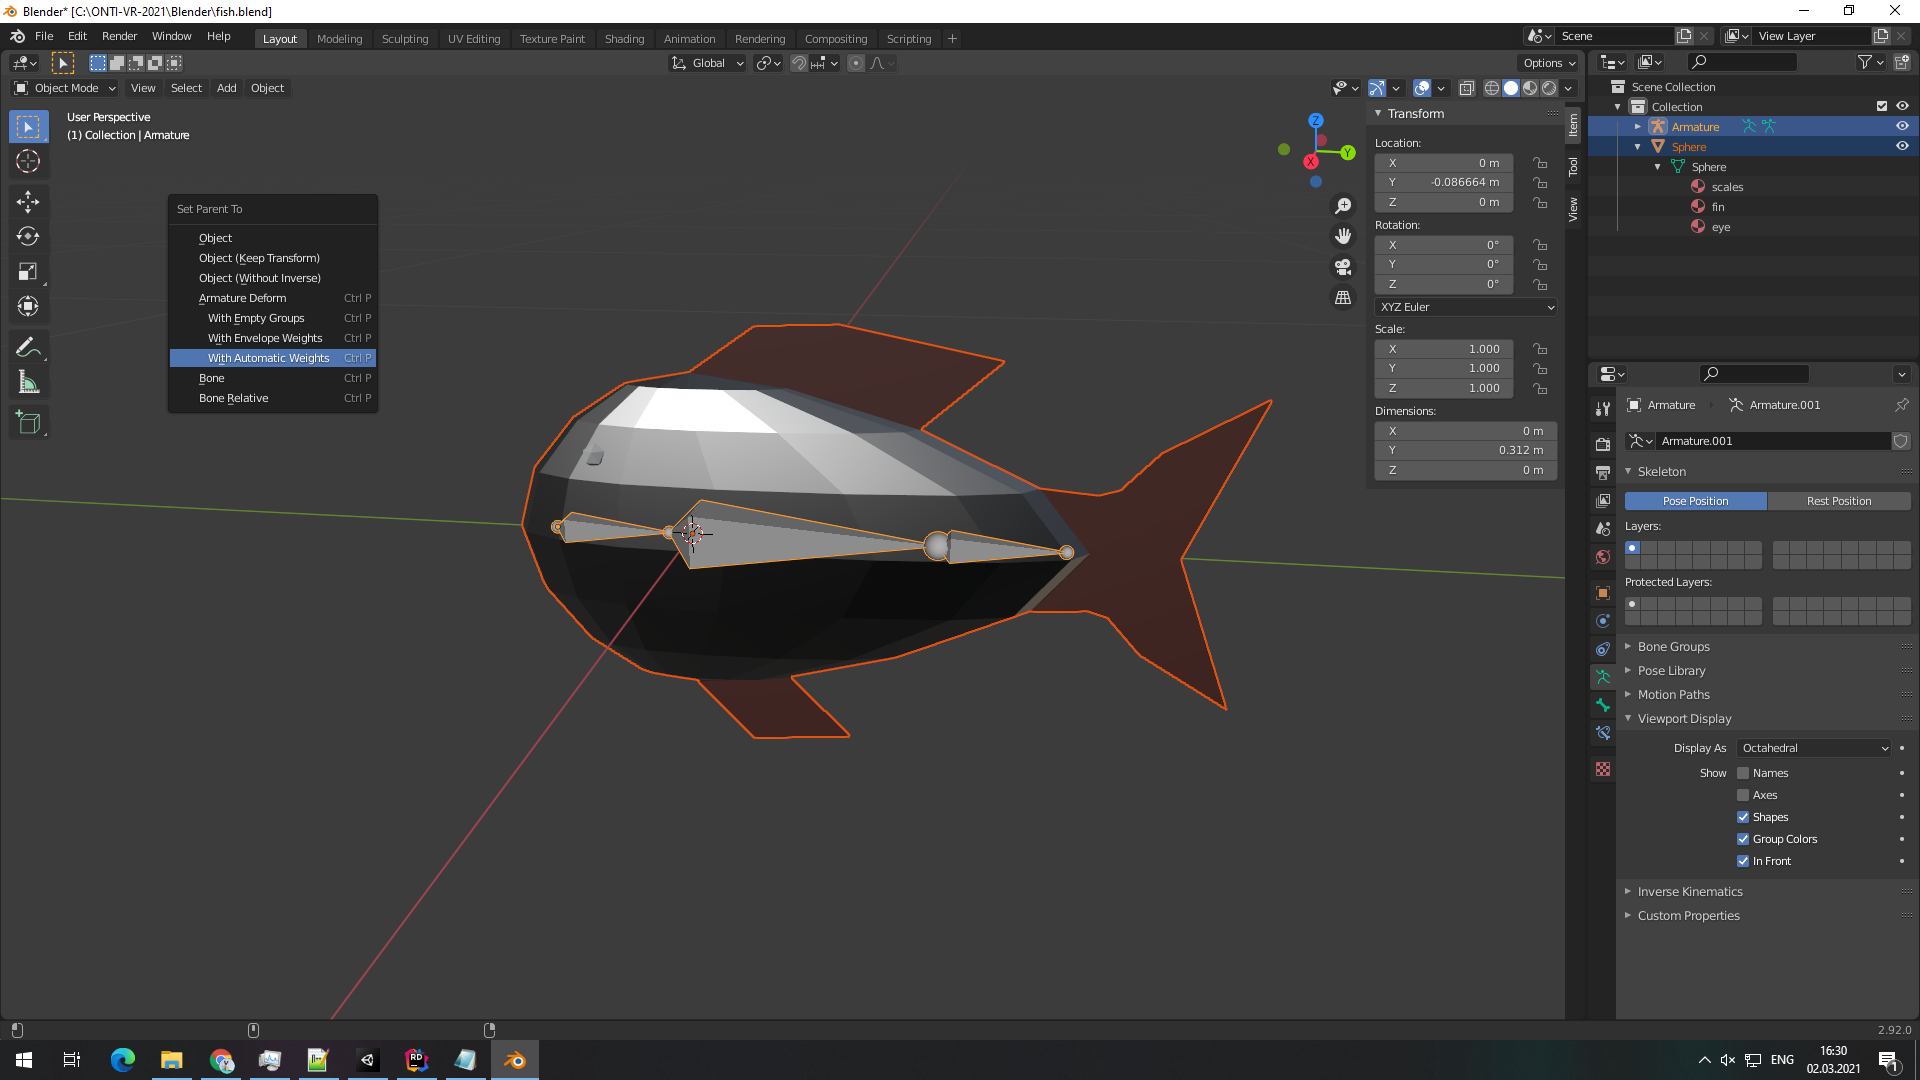 Blender* [C:\ONTI-VR-2021\Blender\fish.blend]
File Edit Render Window Help Layout Modeling Sculpting UV Editing Texture Paint Shading Animation Rendering Compositing Scripting + Scene View Layer
Global Options
Object Mode View Select Add Object
User Perspective
(1) Collection | Armature
Set Parent To
Object
Object (Keep Transform)
Object (Without Inverse)
Armature Deform Ctrl P
With Empty Groups Ctrl P
With Envelope Weights Ctrl P
With Automatic Weights Ctrl P
Bone Ctrl P
Bone Relative Ctrl P
Z
Y
X
Transform
Location:
X 0 m
Y -0.086664 m
Z 0 m
Rotation:
X 0°
Y 0°
Z 0°
XYZ Euler
Scale:
X 1.000
Y 1.000
Z 1.000
Dimensions:
X 0 m
Y 0.312 m
Z 0 m
Item
Tool
View
Scene Collection
Collection
Armature
Sphere
Sphere
scales
fin
eye
Armature Armature.001
Armature.001
Skeleton
Pose Position Rest Position
Layers:
Protected Layers:
Bone Groups
Pose Library
Motion Paths
Viewport Display
Display As Octahedral
Show Names
Axes
Shapes
Group Colors
In Front
Inverse Kinematics
Custom Properties
2.92.0
RD
ENG
16:30
02.03.2021
1